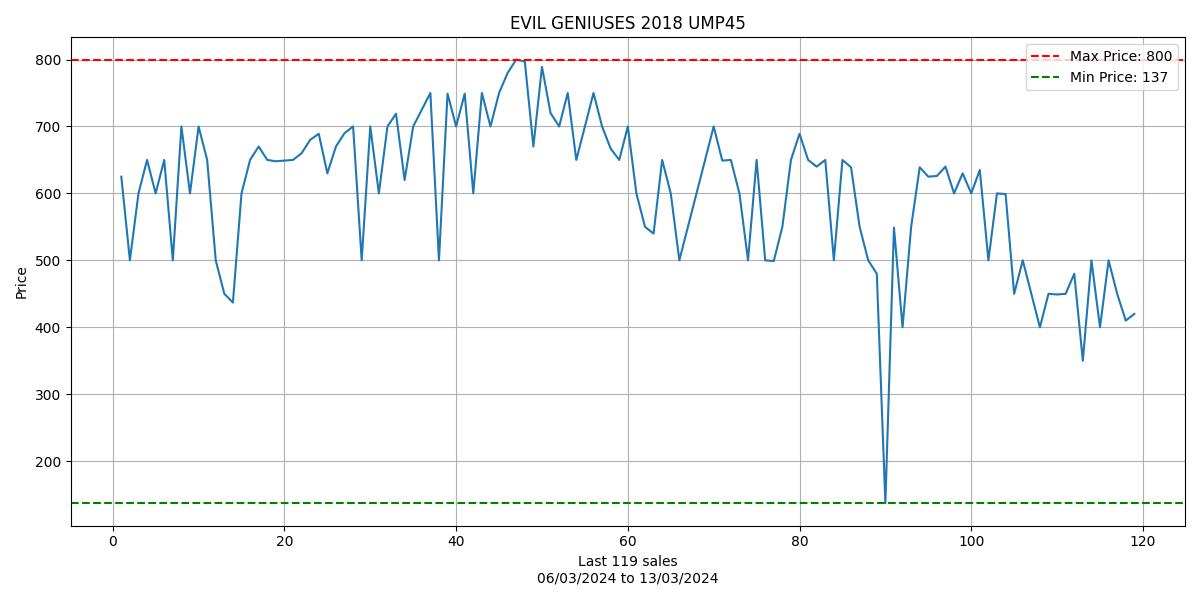 EVIL GENIUSES 2018 UMP45
Max Price: 800
Min Price: 137
Price
800
700
600
500
400
300
200
0 20 40 60 80 100 120
Last 119 sales
06/03/2024 to 13/03/2024